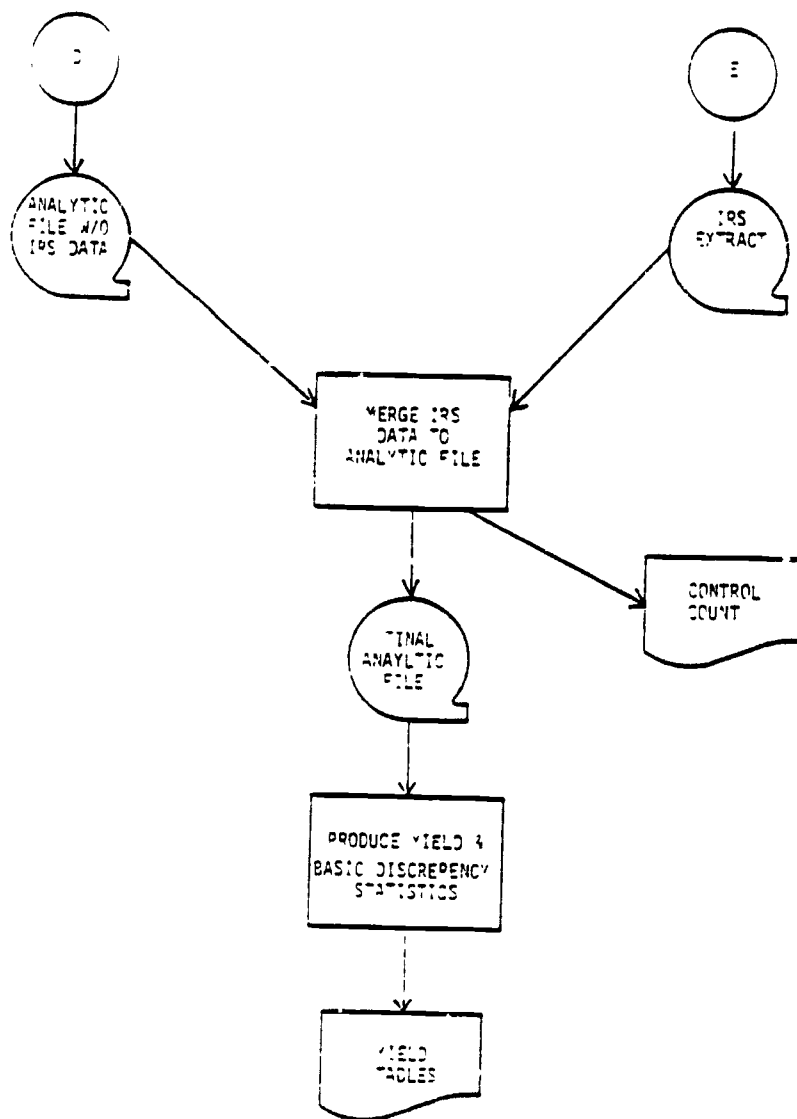 D
E
ANALYTIC
FILE W/O
IRS DATA
IRS
EXTRACT
MERGE IRS
DATA TO
ANALYTIC FILE
CONTROL
COUNT
FINAL
ANAYLTIC
FILE
PRODUCE YIELD &
BASIC DISCREPENCY
STATISTICS
YIELD
TABLES